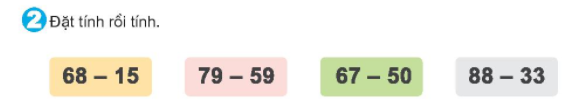 2 Đặt tính rồi tính.
68 – 15 79 – 59 67 – 50 88 – 33